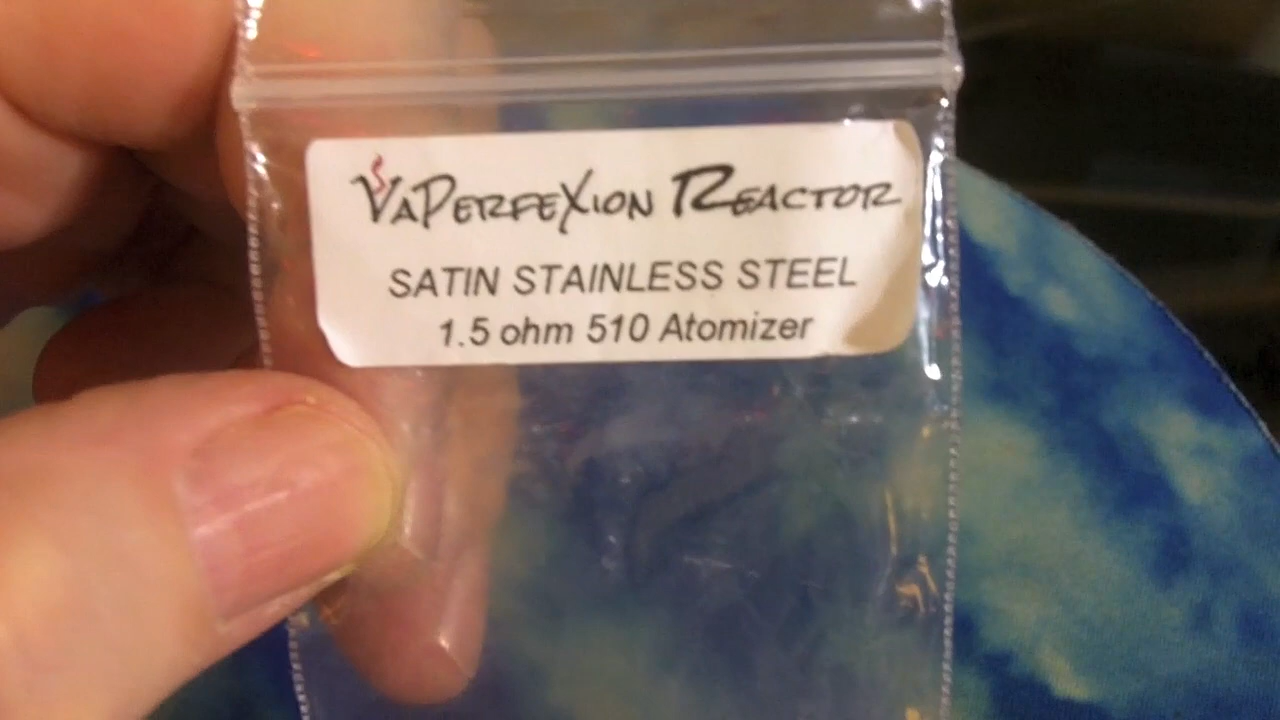 VaPerfeXion Reactor
SATIN STAINLESS STEEL
1.5 ohm 510 Atomizer